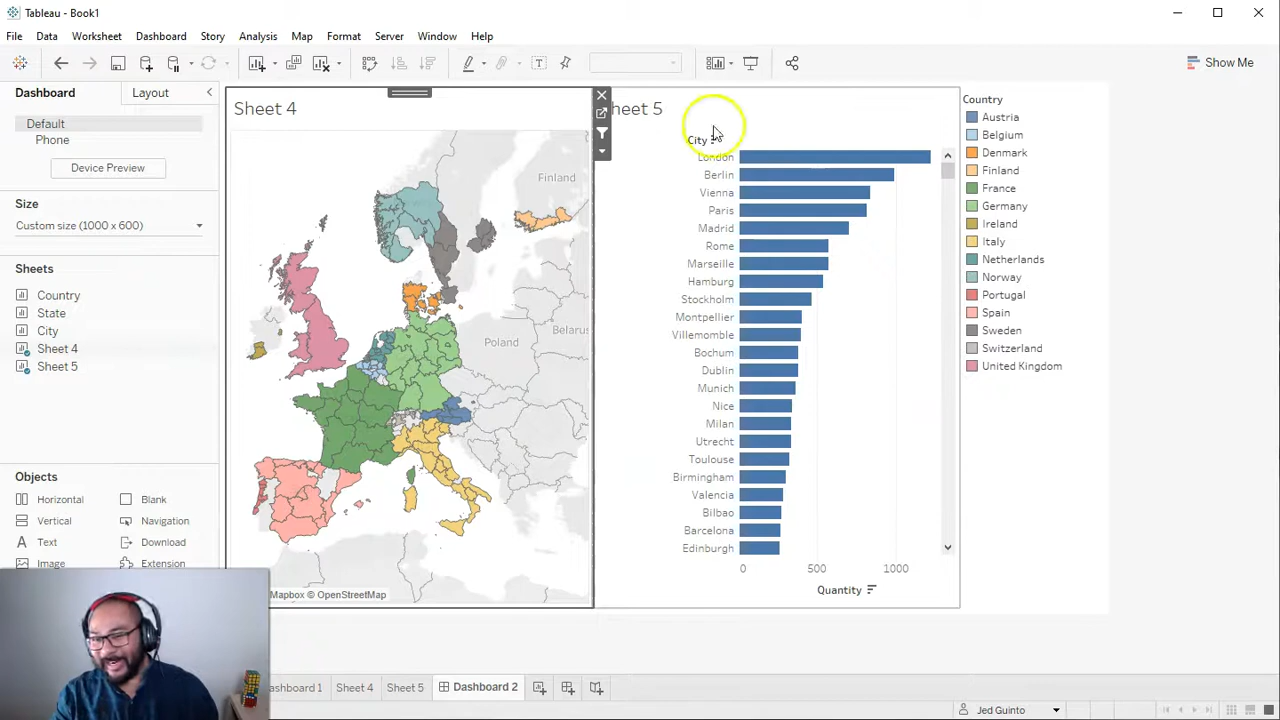 Tableau - Book1
File Data Worksheet Dashboard Story Analysis Map Format Server Window Help
Show Me
Dashboard Layout
Default
Phone
Device Preview
Size
Custom size (1000 x 600)
Sheets
Country
State
City
Sheet 4
Sheet 5
Objects
Horizontal Blank
Vertical Navigation
Text Download
Image Extension
Sheet 4
Finland
Belarus
Poland
Mapbox © OpenStreetMap
heet 5
City
London
Berlin
Vienna
Paris
Madrid
Rome
Marseille
Hamburg
Stockholm
Montpellier
Villemomble
Bochum
Dublin
Munich
Nice
Milan
Utrecht
Toulouse
Birmingham
Valencia
Bilbao
Barcelona
Edinburgh
0 500 1000
Quantity
Country
Austria
Belgium
Denmark
Finland
France
Germany
Ireland
Italy
Netherlands
Norway
Portugal
Spain
Sweden
Switzerland
United Kingdom
ashboard 1 Sheet 4 Sheet 5 Dashboard 2
Jed Guinto